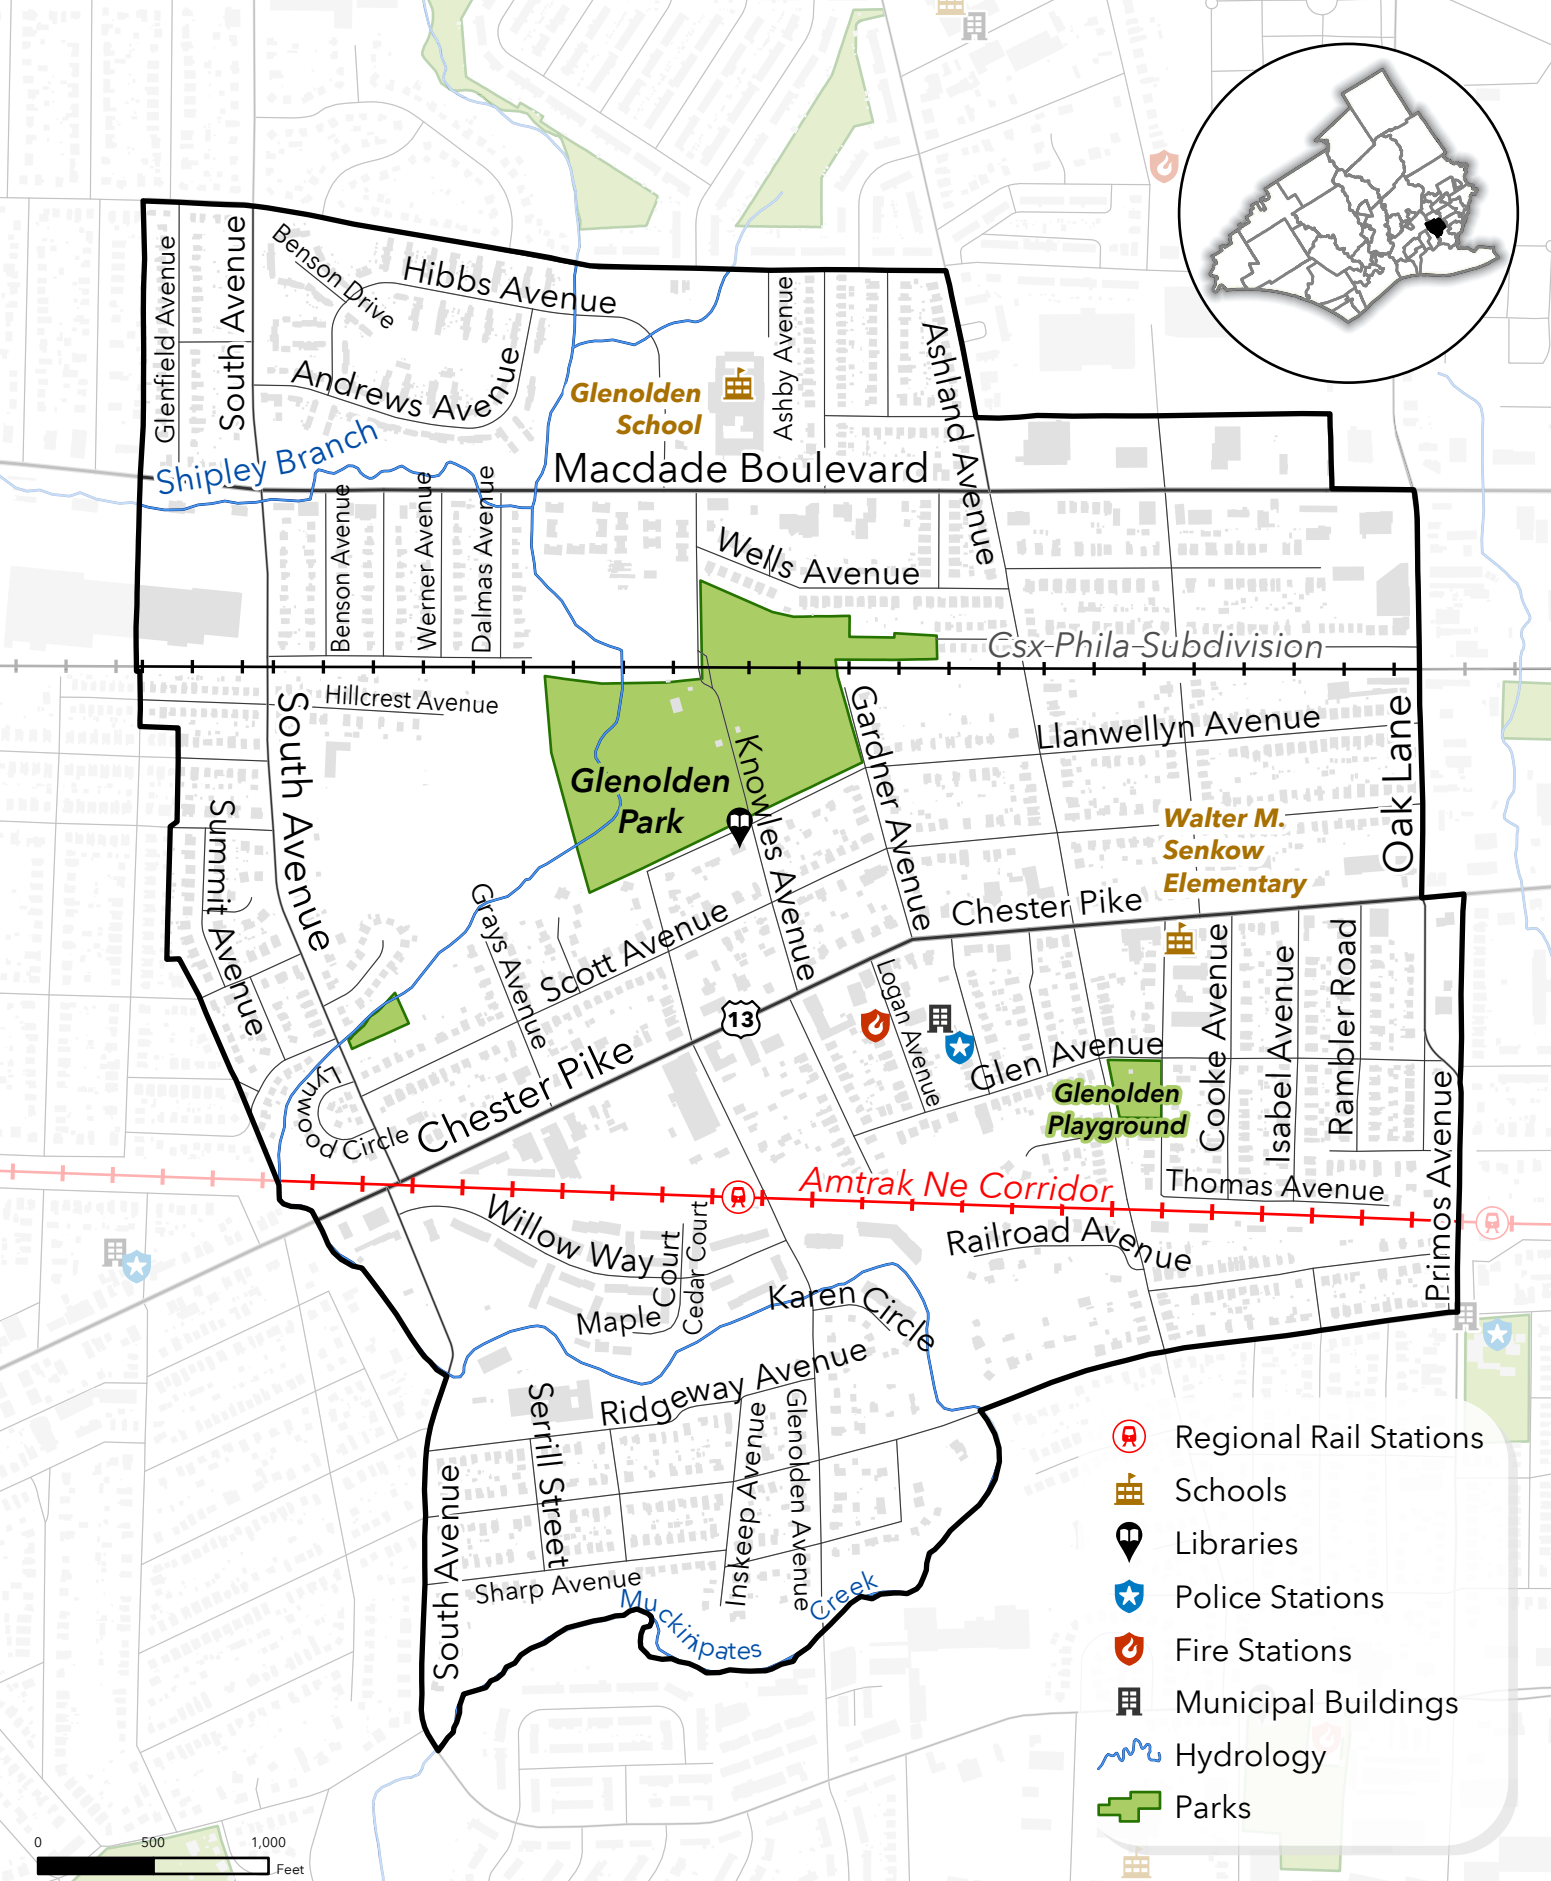 Glenfield Avenue
South Avenue
Benson Drive
Hibbs Avenue
Andrews Avenue
Glenolden
School
Ashby Avenue
Ashland Avenue
Shipley Branch
Macdade Boulevard
Benson Avenue
Werner Avenue
Dalmas Avenue
Wells Avenue
Csx Phila Subdivision
Hillcrest Avenue
South Avenue
Summit Avenue
Glenolden
Park
Knowles Avenue
Gardner Avenue
Llanwellyn Avenue
Oak Lane
Walter M.
Senkow
Elementary
Grays Avenue
Scott Avenue
Chester Pike
Chester Pike
13
Logan Avenue
Glen Avenue
Glenolden
Playground
Cooke Avenue
Isabel Avenue
Rambler Road
Primos Avenue
Lynwood Circle
Amtrak Ne Corridor
Thomas Avenue
Railroad Avenue
Willow Way
Maple Court
Cedar Court
Karen Circle
Ridgeway Avenue
Serrill Street
Inskeep Avenue
Glenolden Avenue
South Avenue
Sharp Avenue
Muckinipates Creek
Regional Rail Stations
Schools
Libraries
Police Stations
Fire Stations
Municipal Buildings
Hydrology
Parks
0 500 1,000
Feet